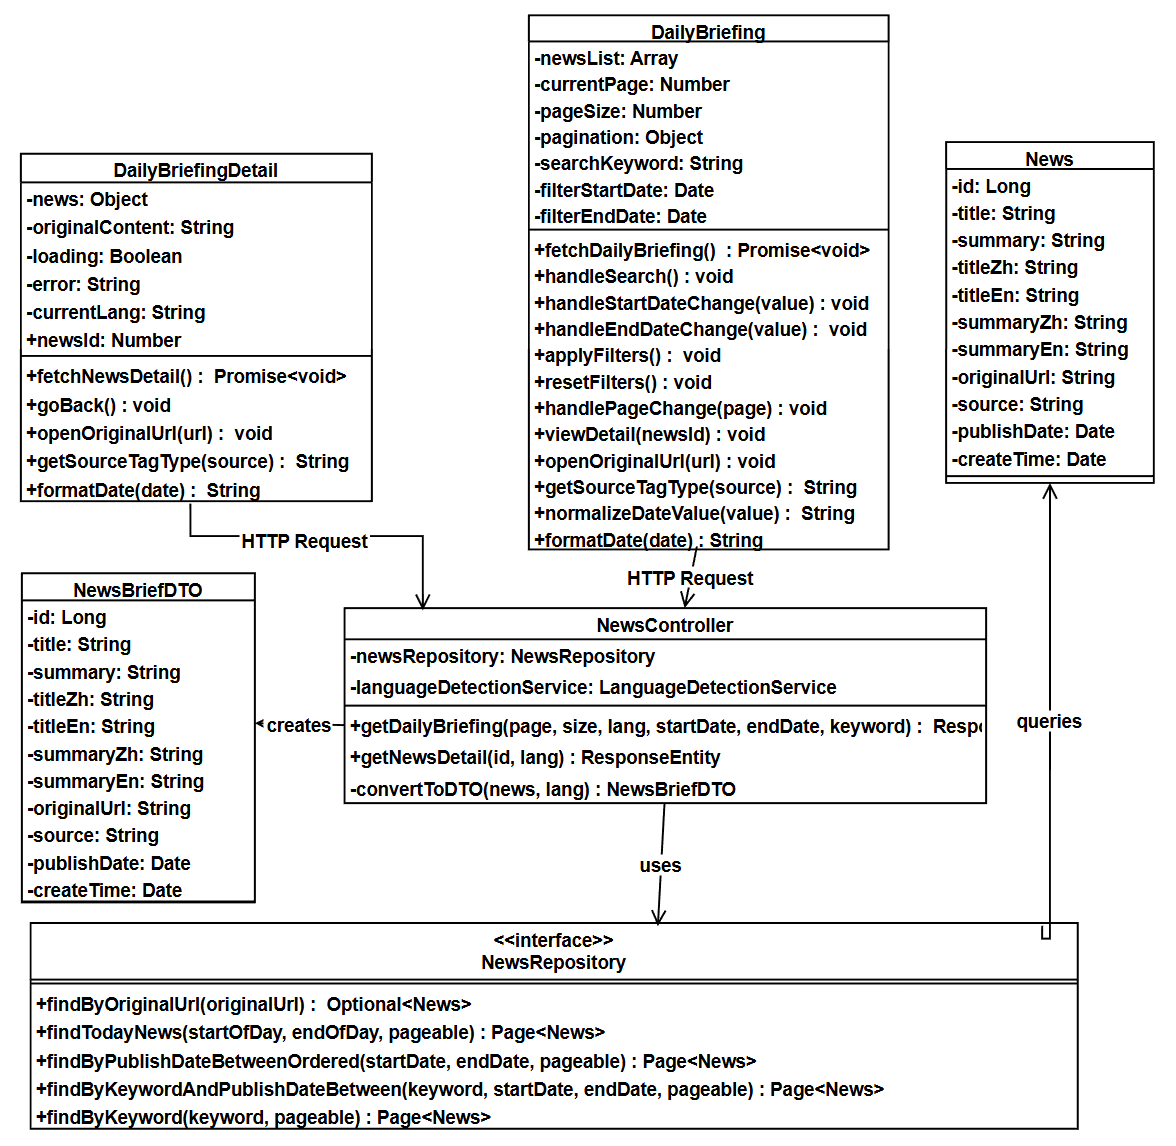 DailyBriefing
-newsList: Array
-currentPage: Number
-pageSize: Number
-pagination: Object
-searchKeyword: String
-filterStartDate: Date
-filterEndDate: Date
+fetchDailyBriefing() : Promise<void>
+handleSearch() : void
+handleStartDateChange(value) : void
+handleEndDateChange(value) : void
+applyFilters() : void
+resetFilters() : void
+handlePageChange(page) : void
+viewDetail(newsId) : void
+openOriginalUrl(url) : void
+getSourceTagType(source) : String
+normalizeDateValue(value) : String
+formatDate(date) : String
DailyBriefingDetail
-news: Object
-originalContent: String
-loading: Boolean
-error: String
-currentLang: String
+newsId: Number
+fetchNewsDetail() : Promise<void>
+goBack() : void
+openOriginalUrl(url) : void
+getSourceTagType(source) : String
+formatDate(date) : String
News
-id: Long
-title: String
-summary: String
-titleZh: String
-titleEn: String
-summaryZh: String
-summaryEn: String
-originalUrl: String
-source: String
-publishDate: Date
-createTime: Date
HTTP Request
HTTP Request
NewsBriefDTO
-id: Long
-title: String
-summary: String
-titleZh: String
-titleEn: String
-summaryZh: String
-summaryEn: String
-originalUrl: String
-source: String
-publishDate: Date
-createTime: Date
creates
NewsController
-newsRepository: NewsRepository
-languageDetectionService: LanguageDetectionService
+getDailyBriefing(page, size, lang, startDate, endDate, keyword) : Respo
+getNewsDetail(id, lang) : ResponseEntity
-convertToDTO(news, lang) : NewsBriefDTO
queries
uses
<<interface>>
NewsRepository
+findByOriginalUrl(originalUrl) : Optional<News>
+findTodayNews(startOfDay, endOfDay, pageable) : Page<News>
+findByPublishDateBetweenOrdered(startDate, endDate, pageable) : Page<News>
+findByKeywordAndPublishDateBetween(keyword, startDate, endDate, pageable) : Page<News>
+findByKeyword(keyword, pageable) : Page<News>